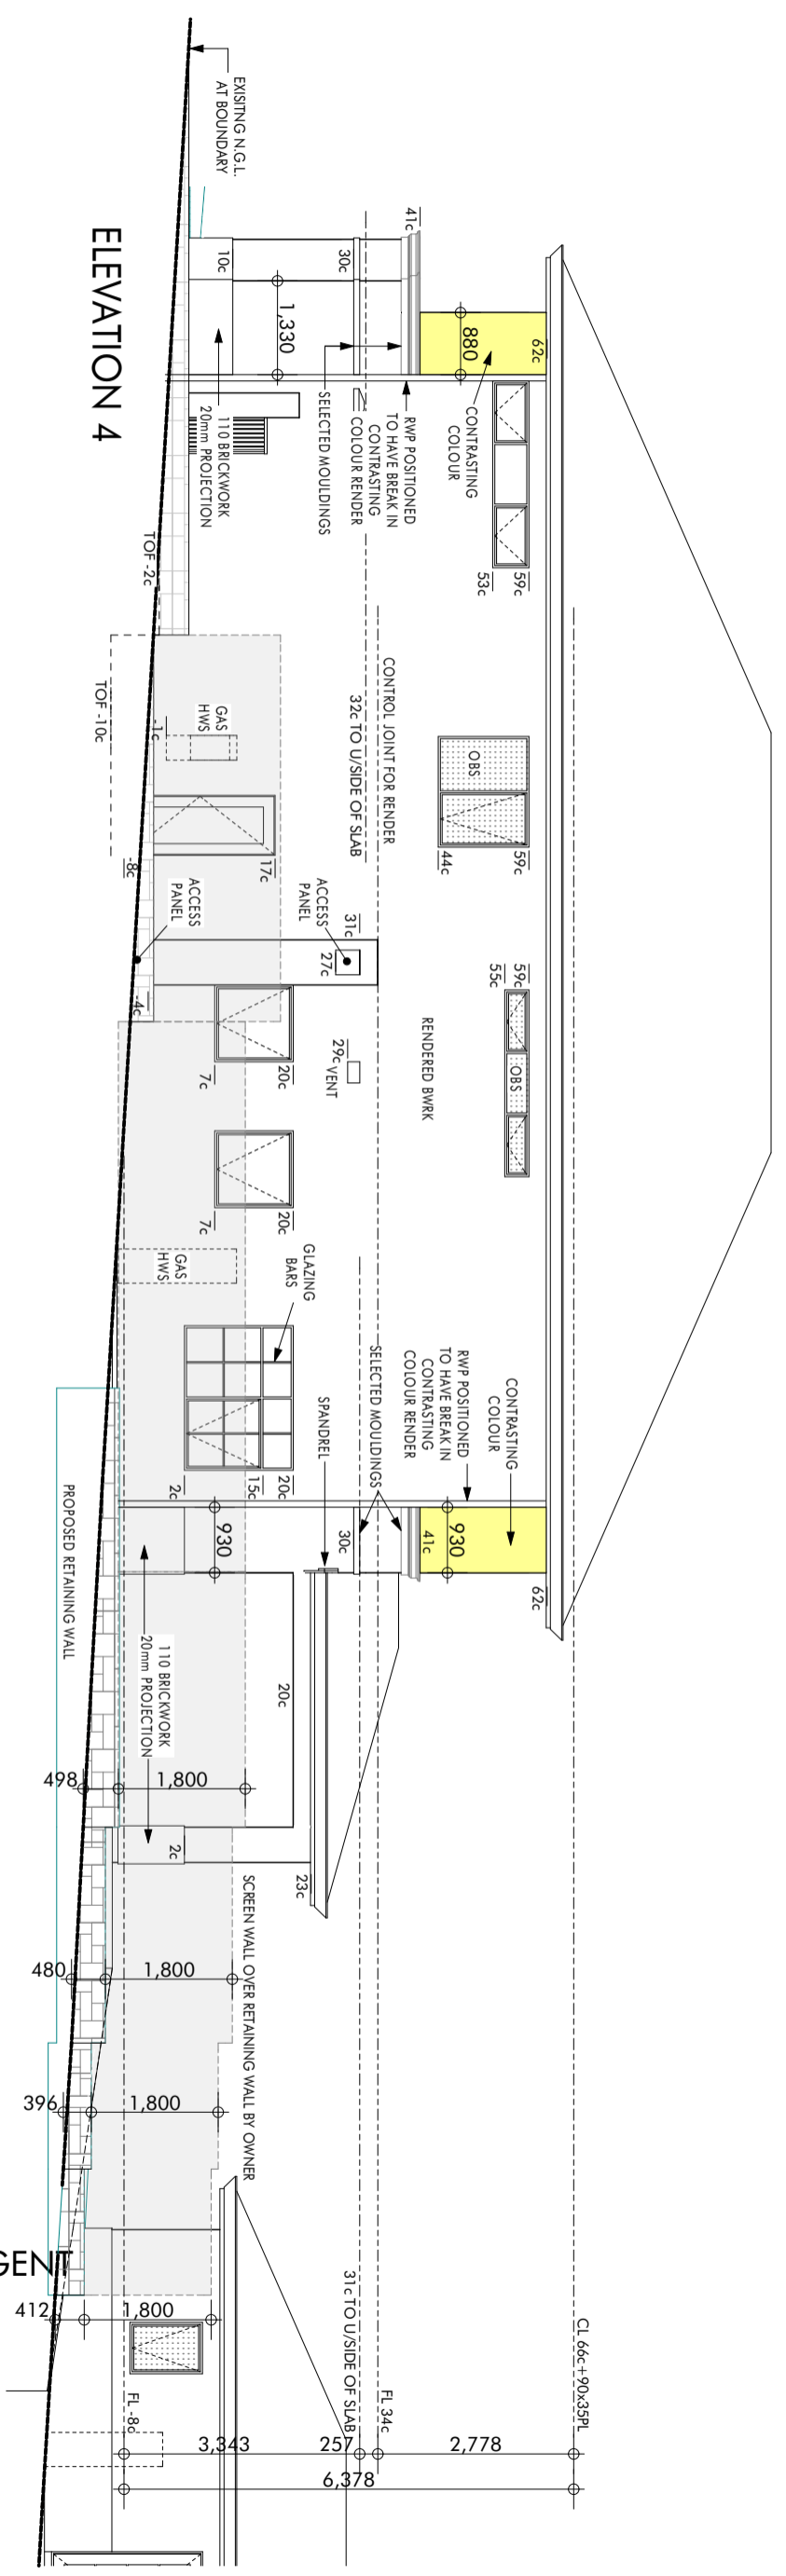 ELEVATION 4
EXISITNG N.G.L.
AT BOUNDARY
41c
30c
10c
1,330
880
62c
CONTRASTING
COLOUR
RWP POSITIONED
TO HAVE BREAK IN
CONTRASTING
COLOUR RENDER
SELECTED MOULDINGS
110 BRICKWORK
20mm PROJECTION
59c
53c
TOF -2c
TOF -10c
-1c
GAS
HWS
CONTROL JOINT FOR RENDER
32c TO U/SIDE OF SLAB
OBS
59c
44c
17c
-8c
ACCESS
PANEL
ACCESS
PANEL
31c
27c
-4c
59c
55c
OBS
RENDERED BWRK
29c
VENT
20c
7c
20c
7c
GAS
HWS
GLAZING
BARS
20c
15c
2c
SELECTED MOULDINGS
RWP POSITIONED
TO HAVE BREAK IN
CONTRASTING
COLOUR RENDER
CONTRASTING
COLOUR
SPANDREL
930
930
30c
41c
62c
PROPOSED RETAINING WALL
110 BRICKWORK
20mm PROJECTION
20c
2c
23c
498
1,800
480
1,800
396
1,800
412
1,800
SCREEN WALL OVER RETAINING WALL BY OWNER
GENT
31c TO U/SIDE OF SLAB
FL 34c
FL -8c
CL 66c+90x35PL
3,343
257
2,778
6,378